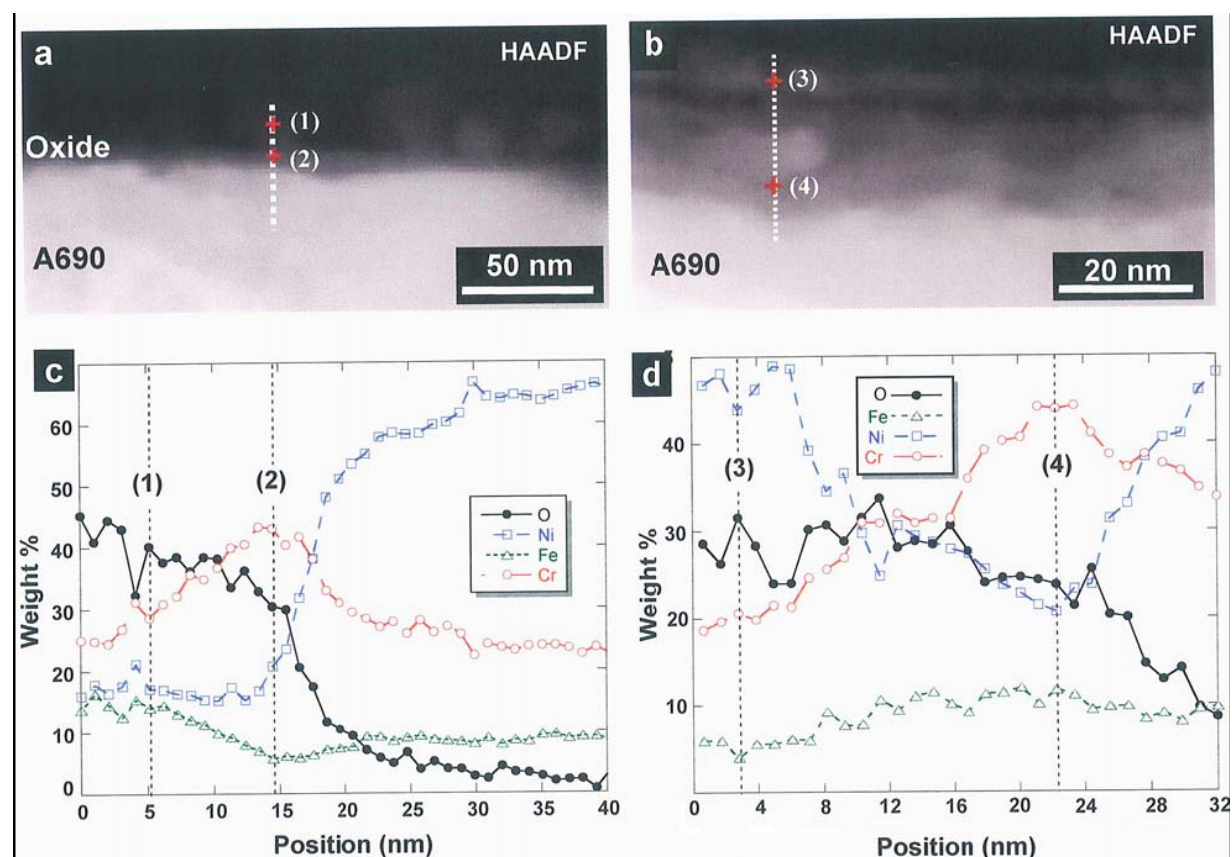 a
HAADF
(1)
Oxide
(2)
A690
50 nm
b
HAADF
(3)
(4)
A690
20 nm
c
Weight %
60
50
40
30
20
10
0
(1)
(2)
O
Ni
Fe
Cr
0
5
10
15
20
25
30
35
40
Position (nm)
d
Weight %
40
30
20
10
(3)
(4)
O
Fe
Ni
Cr
0
4
8
12
16
20
24
28
32
Position (nm)